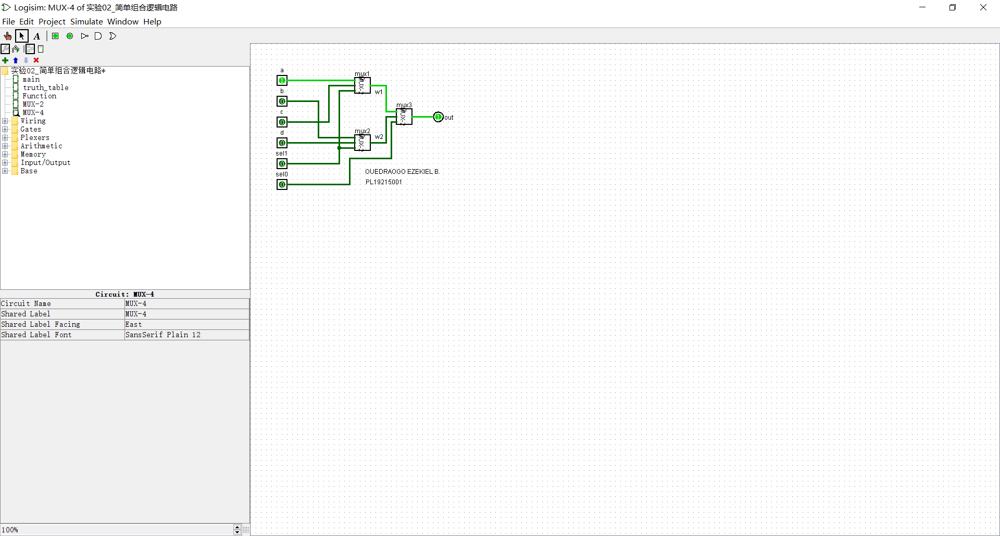 Logisim: MUX-4 of 实验02_简单组合逻辑电路
File Edit Project Simulate Window Help
A
实验02_简单组合逻辑电路*
main
truth_table
Function
MUX-2
MUX-4
Wiring
Gates
Plexers
Arithmetic
Memory
Input/Output
Base
Circuit: MUX-4
Circuit Name MUX-4
Shared Label MUX-4
Shared Label Facing East
Shared Label Font SansSerif Plain 12
100%
a
1
b
0
c
0
d
0
sel1
0
sel0
0
mux1
MUX-2
w1
mux2
MUX-2
w2
mux3
MUX-2
1
out
OUEDRAOGO EZEKIEL B.
PL19215001